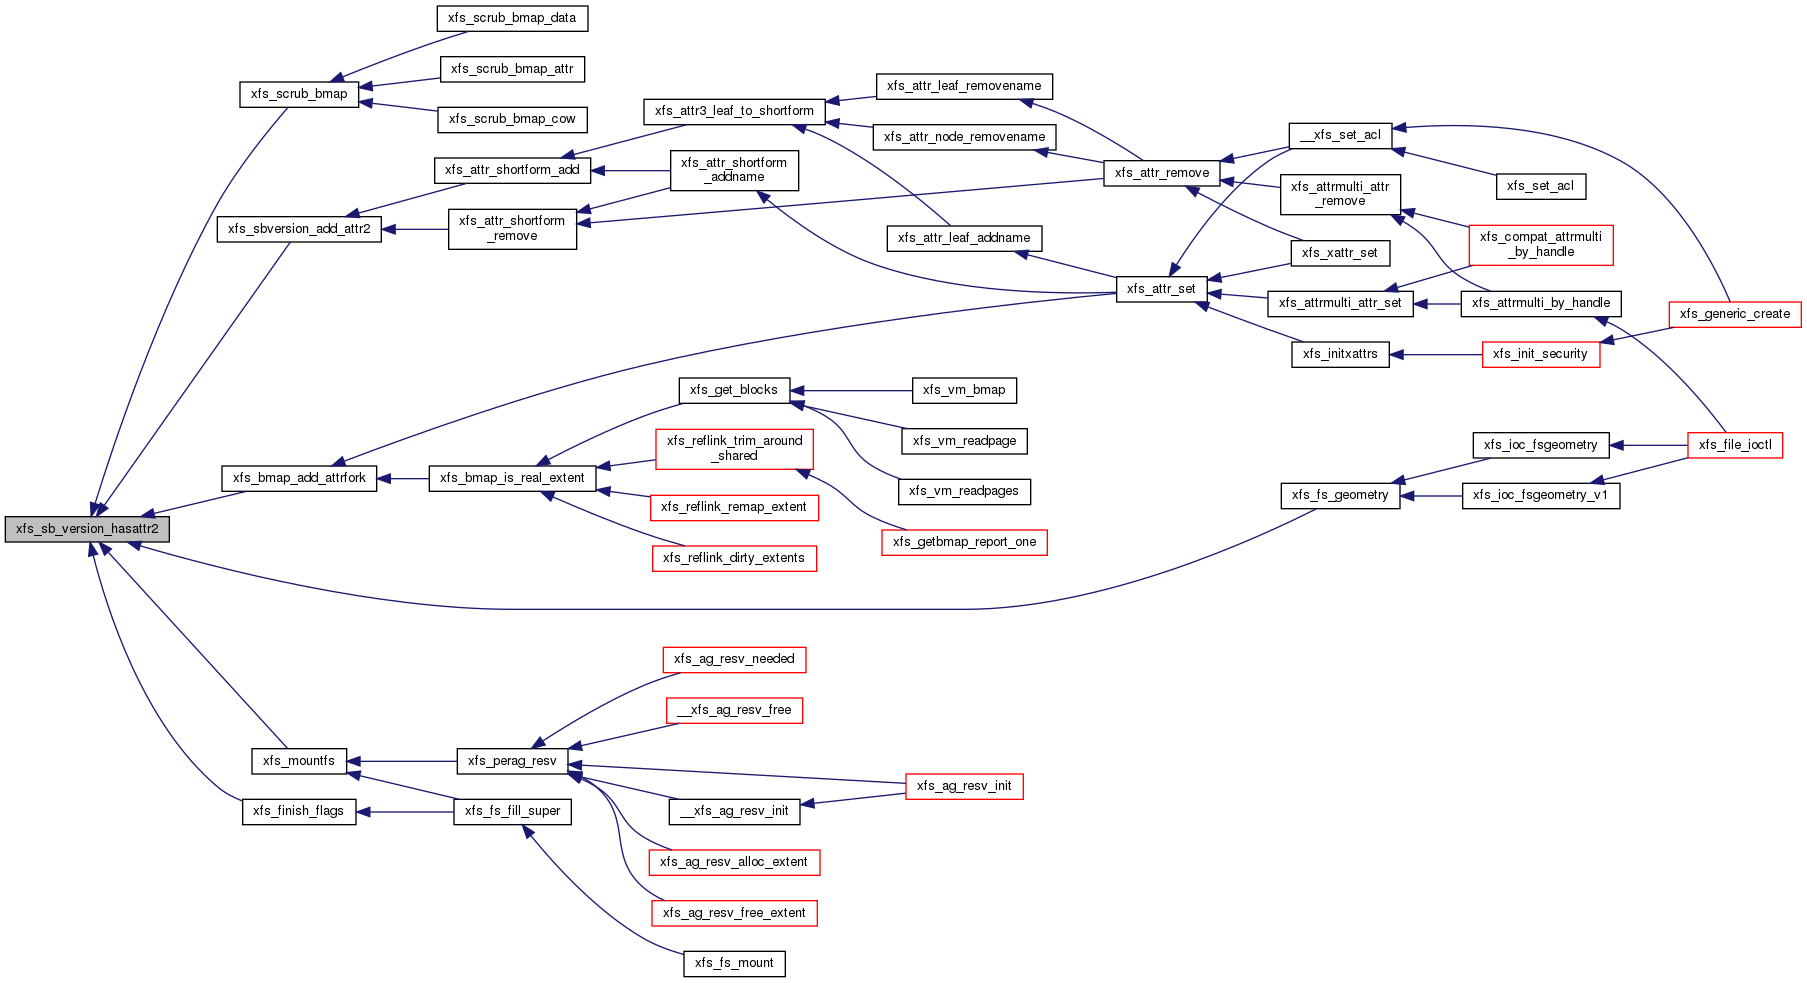 xfs_scrub_bmap_data
xfs_scrub_bmap_attr
xfs_scrub_bmap
xfs_scrub_bmap_cow
xfs_attr_leaf_removename
xfs_attr3_leaf_to_shortform
xfs_attr_node_removename
__xfs_set_acl
xfs_attr_shortform_add
xfs_attr_shortform
_addname
xfs_attr_remove
xfs_attrmulti_attr
_remove
xfs_set_acl
xfs_sbversion_add_attr2
xfs_attr_shortform
_remove
xfs_attr_leaf_addname
xfs_xattr_set
xfs_compat_attrmulti
_by_handle
xfs_attr_set
xfs_attrmulti_attr_set
xfs_attrmulti_by_handle
xfs_generic_create
xfs_initxattrs
xfs_init_security
xfs_get_blocks
xfs_vm_bmap
xfs_vm_readpage
xfs_reflink_trim_around
_shared
xfs_ioc_fsgeometry
xfs_file_ioctl
xfs_bmap_add_attrfork
xfs_bmap_is_real_extent
xfs_vm_readpages
xfs_fs_geometry
xfs_ioc_fsgeometry_v1
xfs_reflink_remap_extent
xfs_sb_version_hasattr2
xfs_getbmap_report_one
xfs_reflink_dirty_extents
xfs_ag_resv_needed
__xfs_ag_resv_free
xfs_mountfs
xfs_perag_resv
xfs_ag_resv_init
xfs_finish_flags
xfs_fs_fill_super
__xfs_ag_resv_init
xfs_ag_resv_alloc_extent
xfs_ag_resv_free_extent
xfs_fs_mount